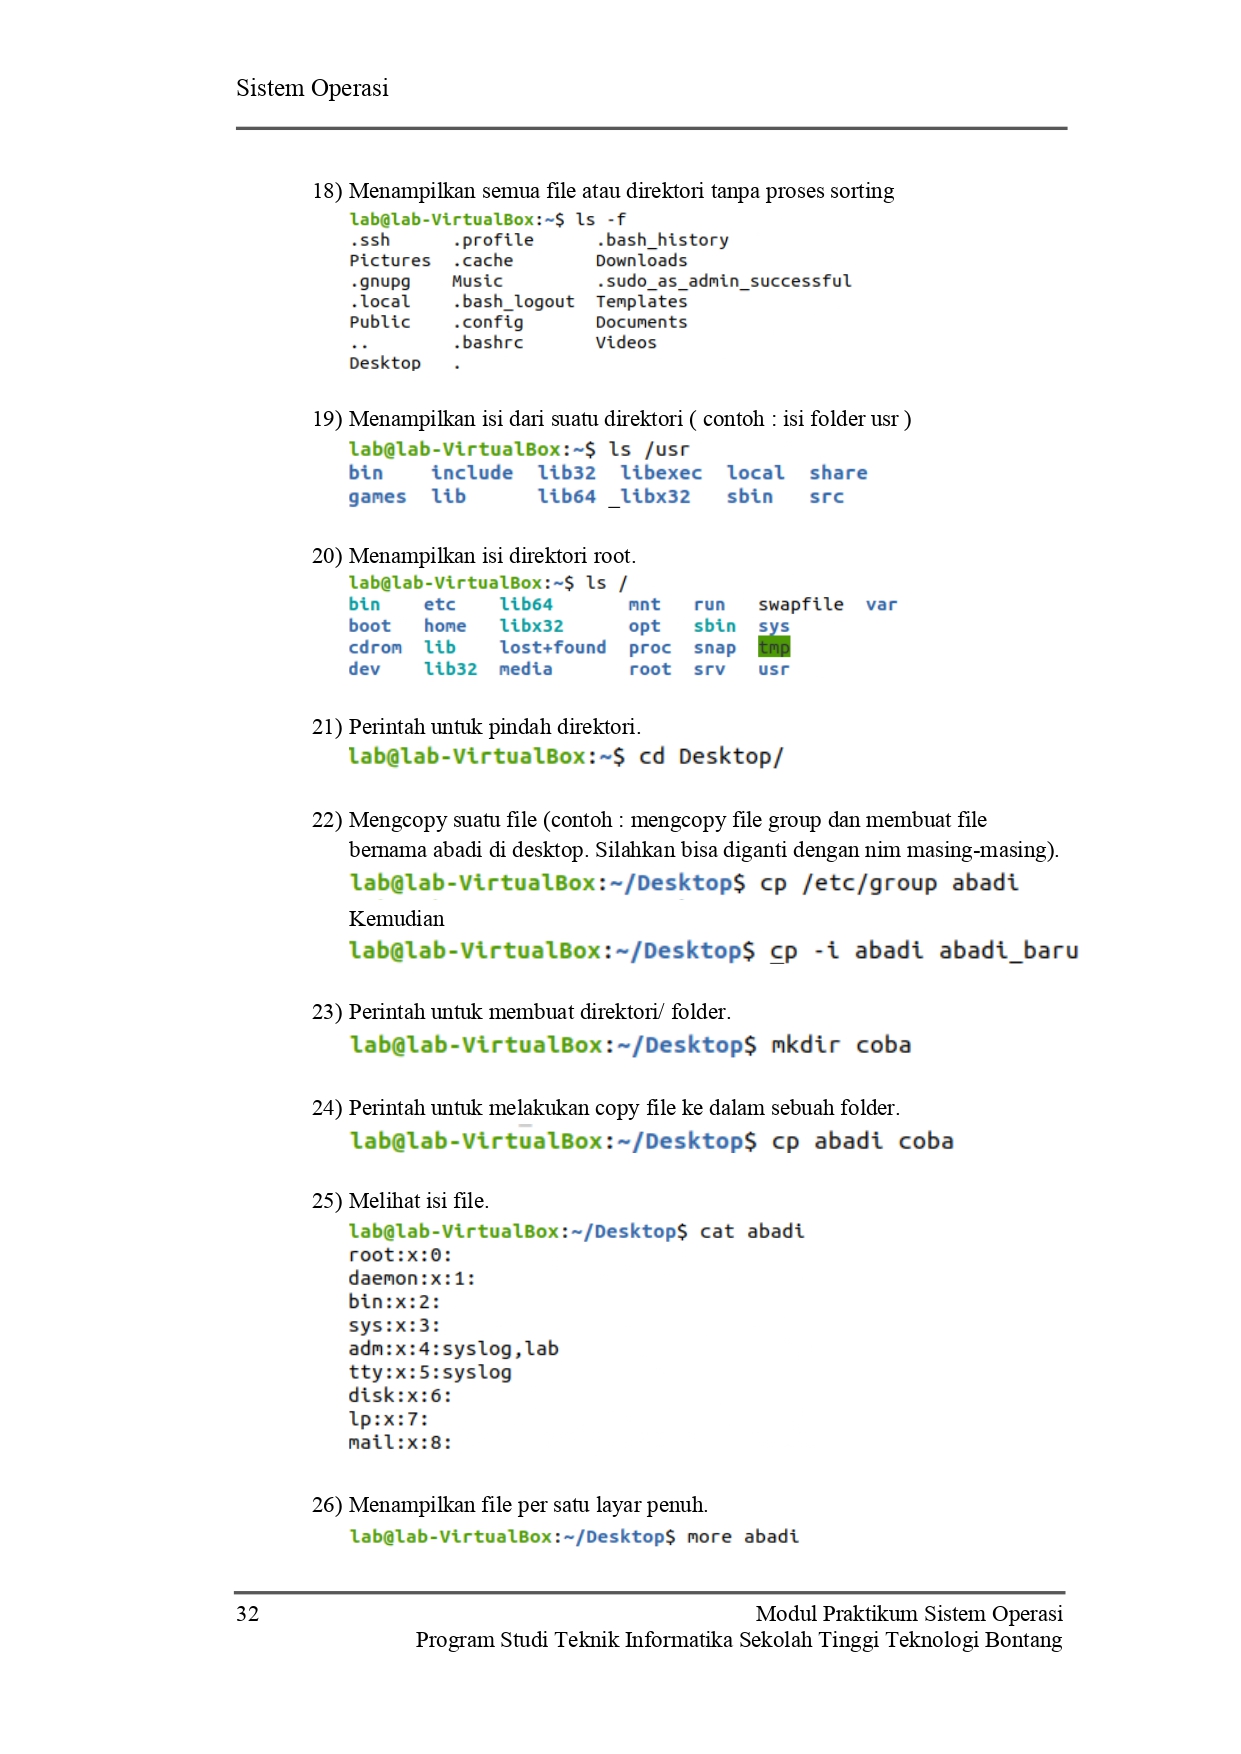 Sistem Operasi
18) Menampilkan semua file atau direktori tanpa proses sorting
lab@lab-VirtualBox:~$ ls -f
.ssh .profile .bash_history
Pictures .cache Downloads
.gnupg Music .sudo_as_admin_successful
.local .bash_logout Templates
Public .config Documents
.. .bashrc Videos
Desktop .
19) Menampilkan isi dari suatu direktori ( contoh : isi folder usr )
lab@lab-VirtualBox:~$ ls /usr
bin include lib32 libexec local share
games lib lib64 _libx32 sbin src
20) Menampilkan isi direktori root.
lab@lab-VirtualBox:~$ ls /
bin etc lib64 mnt run swapfile var
boot home libx32 opt sbin sys
cdrom lib lost+found proc snap tmp
dev lib32 media root srv usr
21) Perintah untuk pindah direktori.
lab@lab-VirtualBox:~$ cd Desktop/
22) Mengcopy suatu file (contoh : mengcopy file group dan membuat file
bernama abadi di desktop. Silahkan bisa diganti dengan nim masing-masing).
lab@lab-VirtualBox:~/Desktop$ cp /etc/group abadi
Kemudian
lab@lab-VirtualBox:~/Desktop$ cp -i abadi abadi_baru
23) Perintah untuk membuat direktori/ folder.
lab@lab-VirtualBox:~/Desktop$ mkdir coba
24) Perintah untuk melakukan copy file ke dalam sebuah folder.
lab@lab-VirtualBox:~/Desktop$ cp abadi coba
25) Melihat isi file.
lab@lab-VirtualBox:~/Desktop$ cat abadi
root:x:0:
daemon:x:1:
bin:x:2:
sys:x:3:
adm:x:4:syslog,lab
tty:x:5:syslog
disk:x:6:
lp:x:7:
mail:x:8:
26) Menampilkan file per satu layar penuh.
lab@lab-VirtualBox:~/Desktop$ more abadi
32 Modul Praktikum Sistem Operasi
Program Studi Teknik Informatika Sekolah Tinggi Teknologi Bontang